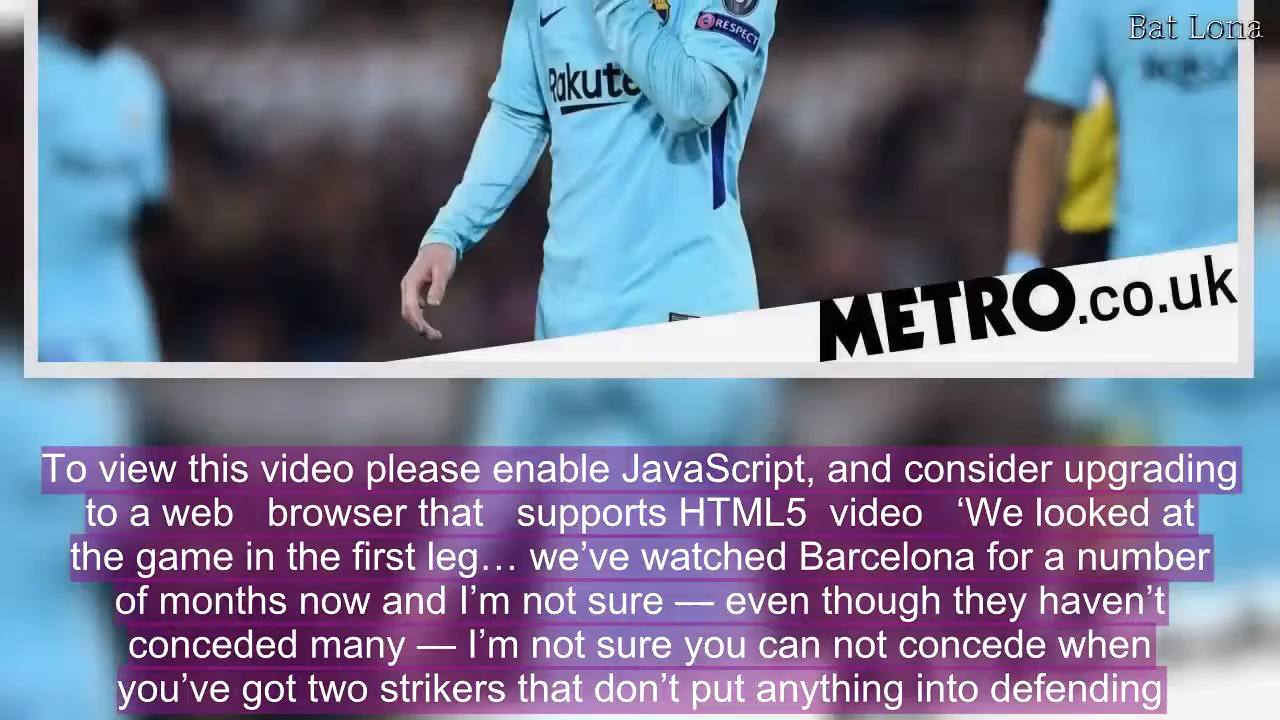 Bat Lona
RESPECT
Rakute
METRO.co.uk
To view this video please enable JavaScript, and consider upgrading
to a web browser that supports HTML5 video ‘We looked at
the game in the first leg… we’ve watched Barcelona for a number
of months now and I’m not sure — even though they haven’t
conceded many — I’m not sure you can not concede when
you’ve got two strikers that don’t put anything into defending